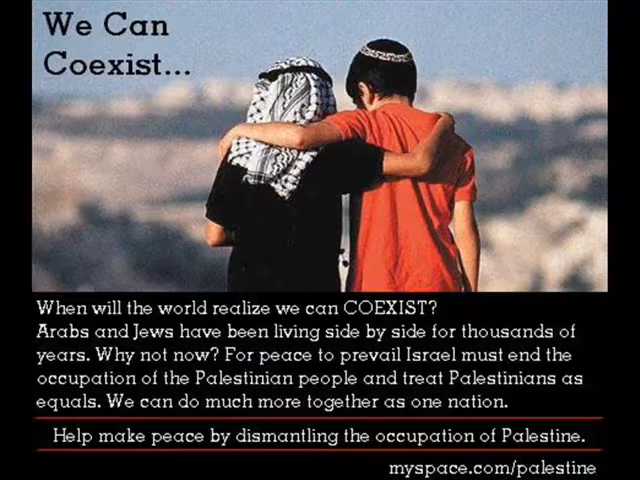 We Can
Coexist...
When will the world realize we can COEXIST?
Arabs and Jews have been living side by side for thousands of
years. Why not now? For peace to prevail Israel must end the
occupation of the Palestinian people and treat Palestinians as
equals. We can do much more together as one nation.
Help make peace by dismantling the occupation of Palestine.
myspace.com/palestine